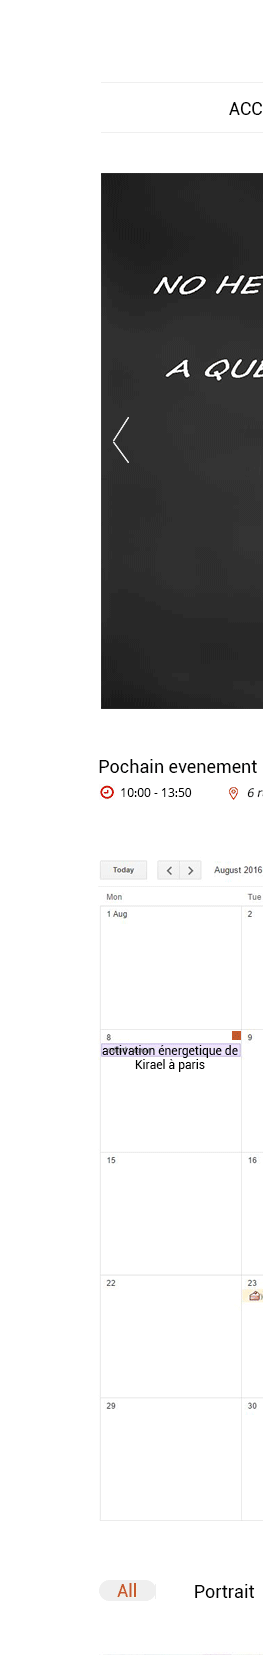 ACC
NO HE
A QUE
Pochain evenement
10:00 - 13:50 6 r
Today August 2016
Mon Tue
1 Aug 2
8 9
activation énergetique de
Kirael à paris
15 16
22 23
29 30
All Portrait